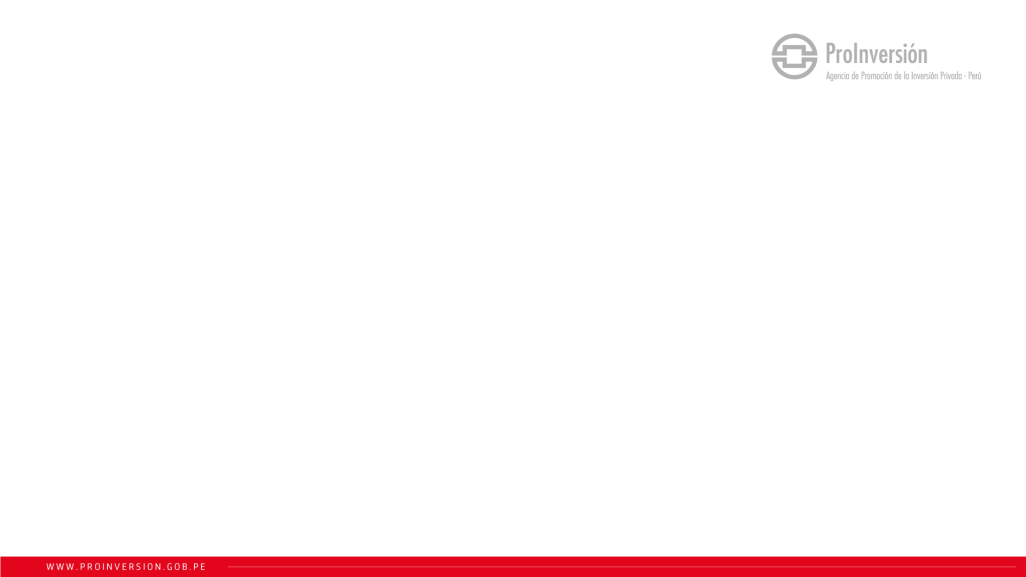 ProInversión
Agencia de Promoción de la Inversión Privada - Perú
WWW.PROINVERSION.GOB.PE